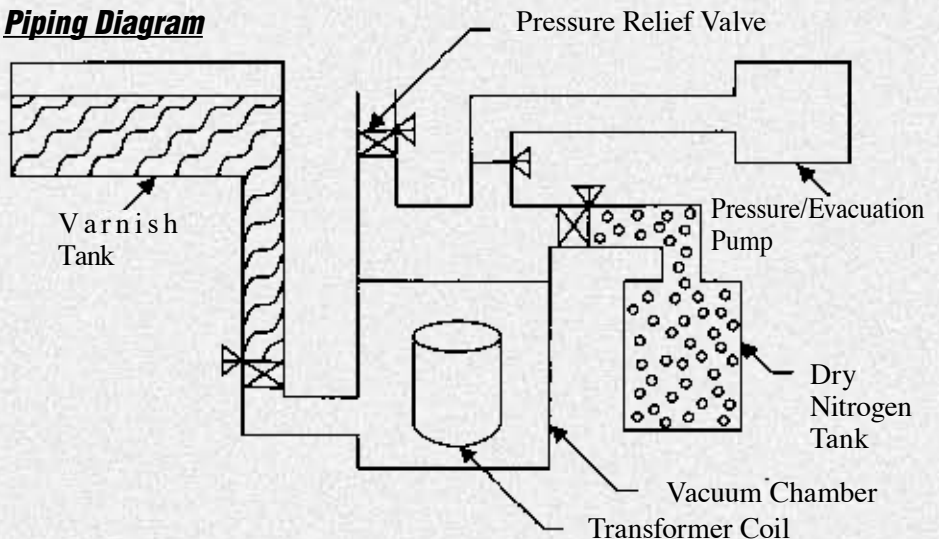 Piping Diagram
Pressure Relief Valve
Varnish
Tank
Pressure/Evacuation
Pump
Dry
Nitrogen
Tank
Vacuum Chamber
Transformer Coil